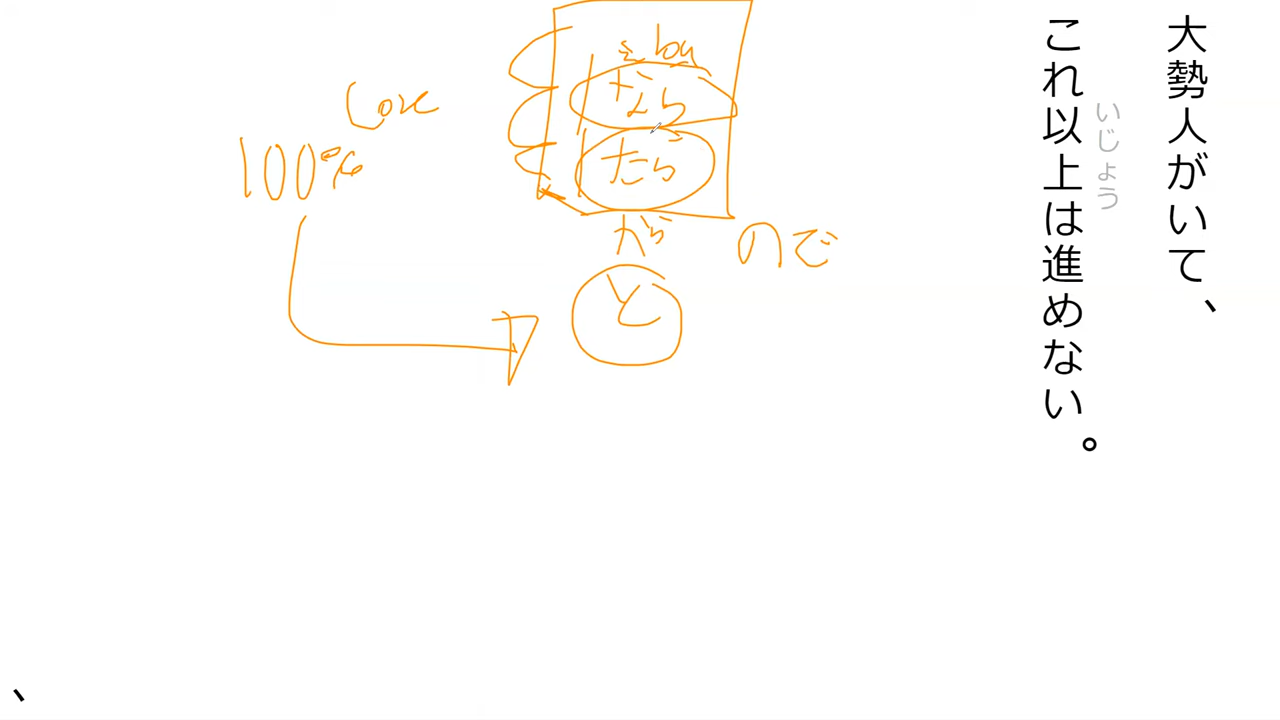 大勢人がいて、
これ以上は進めない。
いじょう
なら
たら
から
ので
と
100%
、